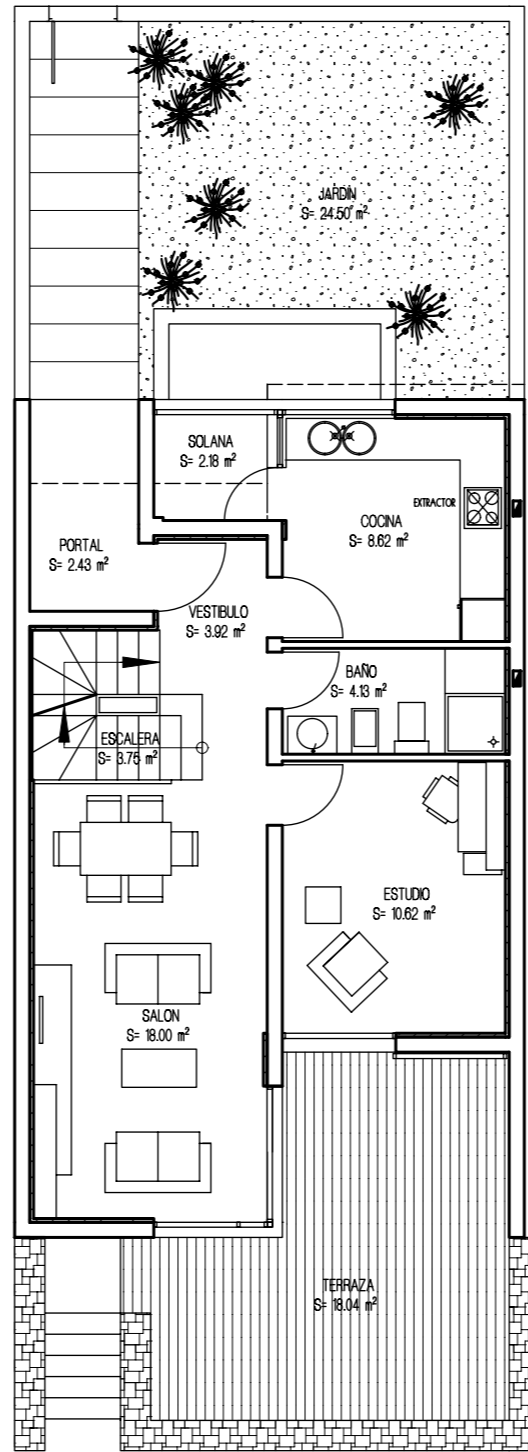 JARDIN
S= 24.50 m²
SOLANA
S= 2.18 m²
EXTRACTOR
COCINA
S= 8.62 m²
PORTAL
S= 2.43 m²
VESTIBULO
S= 3.92 m²
BAÑO
S= 4.13 m²
ESCALERA
S= 3.75 m²
ESTUDIO
S= 10.62 m²
SALON
S= 18.00 m²
TERRAZA
S= 18.04 m²